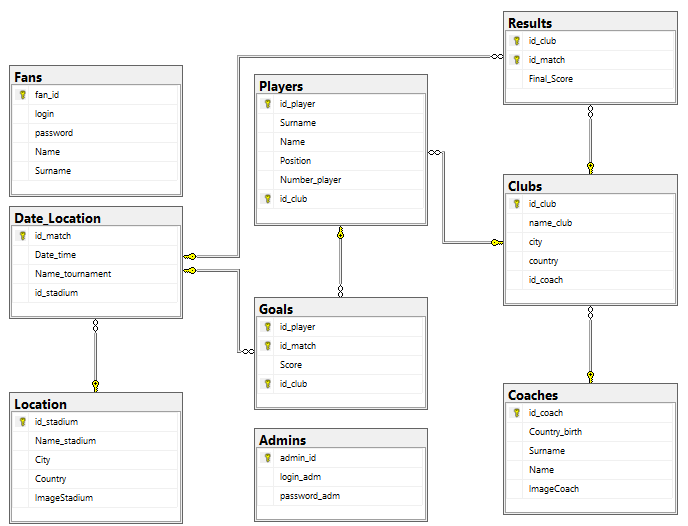 Fans
fan_id
login
password
Name
Surname
Date_Location
id_match
Date_time
Name_tournament
id_stadium
Location
id_stadium
Name_stadium
City
Country
ImageStadium
Players
id_player
Surname
Name
Position
Number_player
id_club
Goals
id_player
id_match
Score
id_club
Admins
admin_id
login_adm
password_adm
Results
id_club
id_match
Final_Score
Clubs
id_club
name_club
city
country
id_coach
Coaches
id_coach
Country_birth
Surname
Name
ImageCoach